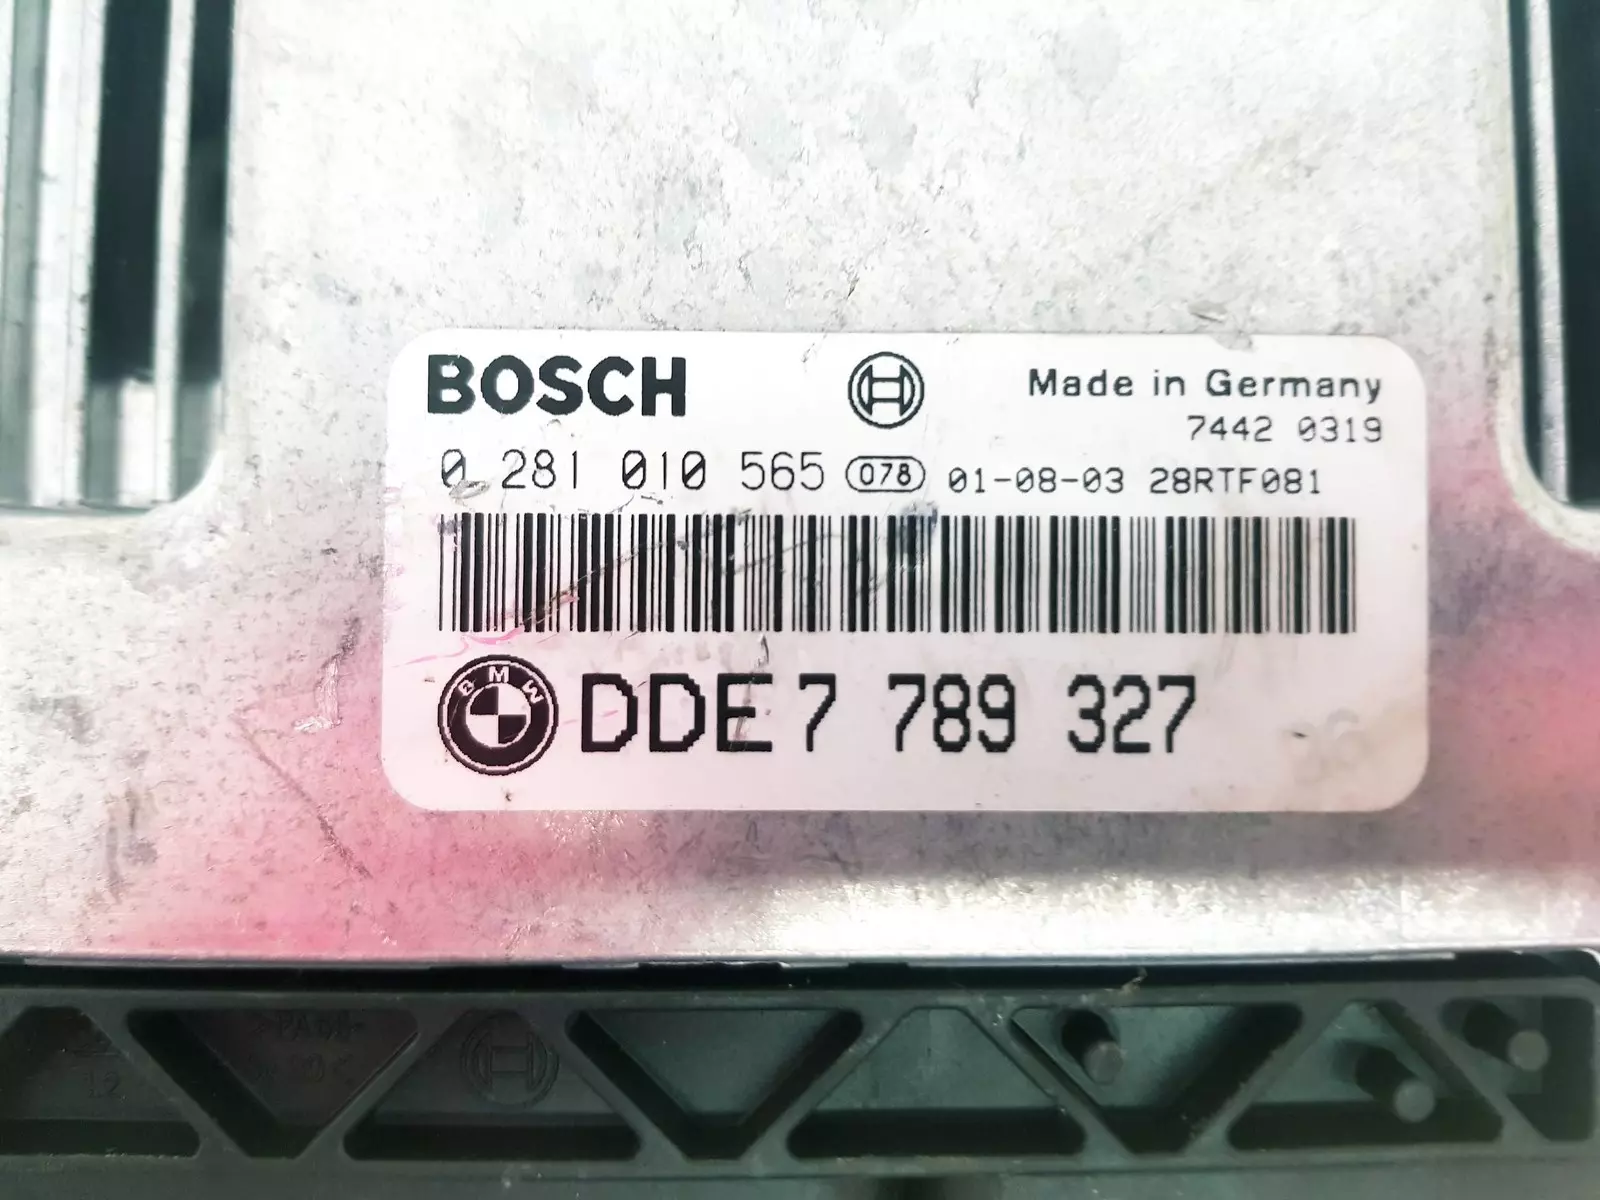 BOSCH
Made in Germany
7442 0319
0 281 010 565 078 01-08-03 28RTF081
BMW
DDE 7 789 327